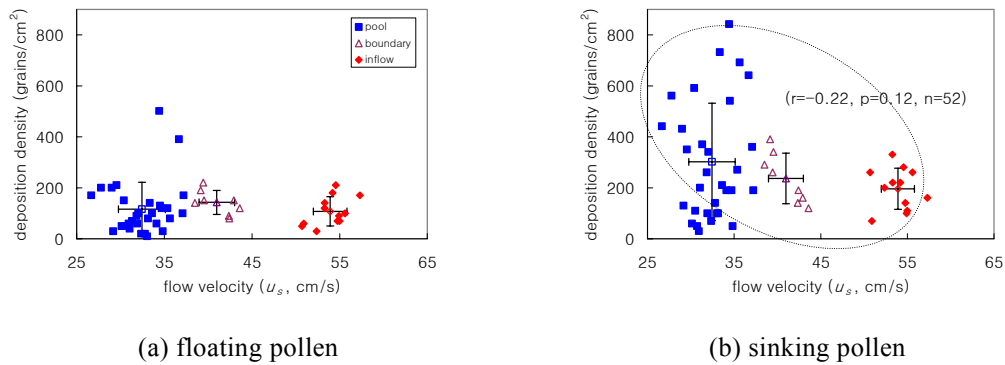 deposition density (grains/cm²)
900
800
600
400
200
0
25
35
45
55
65
flow velocity (uₛ, cm/s)
pool
boundary
inflow
(a) floating pollen
deposition density (grains/cm²)
900
800
600
400
200
0
25
35
45
55
65
flow velocity (uₛ, cm/s)
(r=-0.22, p=0.12, n=52)
(b) sinking pollen